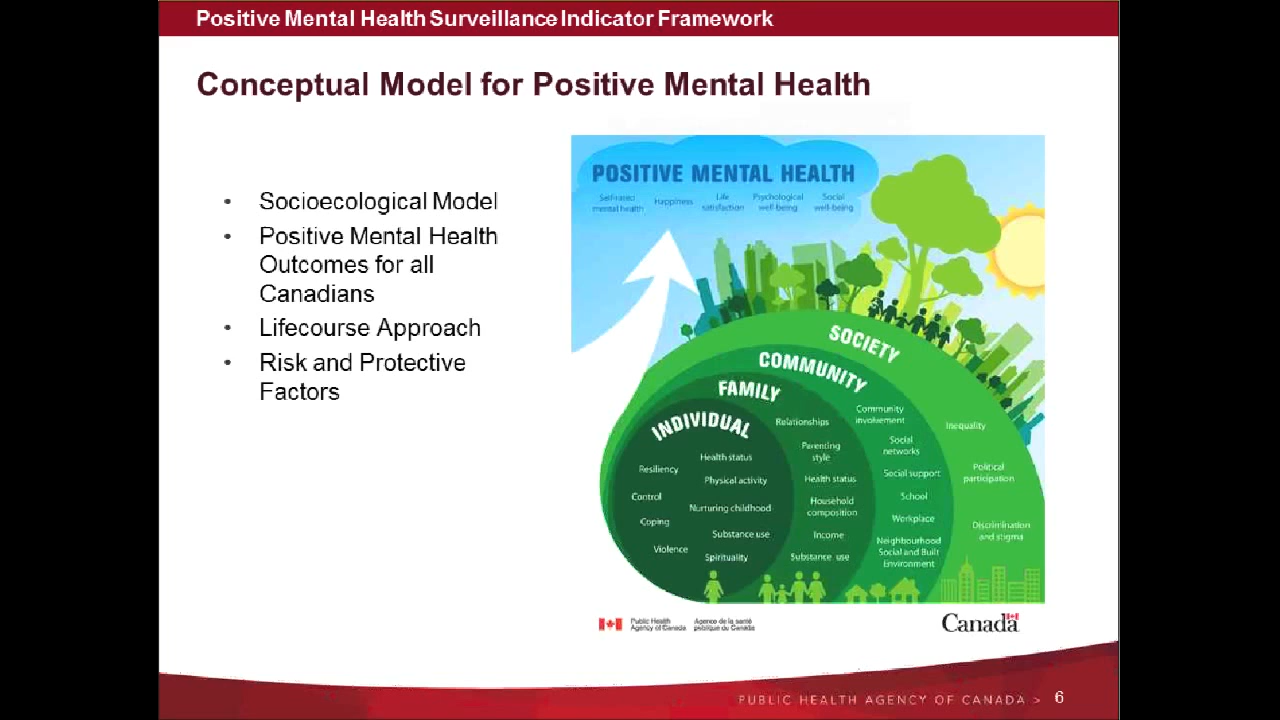 Positive Mental Health Surveillance Indicator Framework
Conceptual Model for Positive Mental Health
• Socioecological Model
• Positive Mental Health
Outcomes for all
Canadians
• Lifecourse Approach
• Risk and Protective
Factors
POSITIVE MENTAL HEALTH
Self-rated
mental health
Happiness
Life
satisfaction
Psychological
well-being
Social
well-being
SOCIETY
COMMUNITY
FAMILY
INDIVIDUAL
Health status
Resiliency
Physical activity
Control
Nurturing childhood
Coping
Substance use
Violence
Spirituality
Relationships
Parenting
style
Health status
Household
composition
Income
Substance use
Community
involvement
Social
networks
Social support
School
Workplace
Neighbourhood
Social and Built
Environment
Inequality
Political
participation
Discrimination
and stigma
Public Health
Agency of Canada
Agence de la santé
publique du Canada
Canada
PUBLIC HEALTH AGENCY OF CANADA >
6